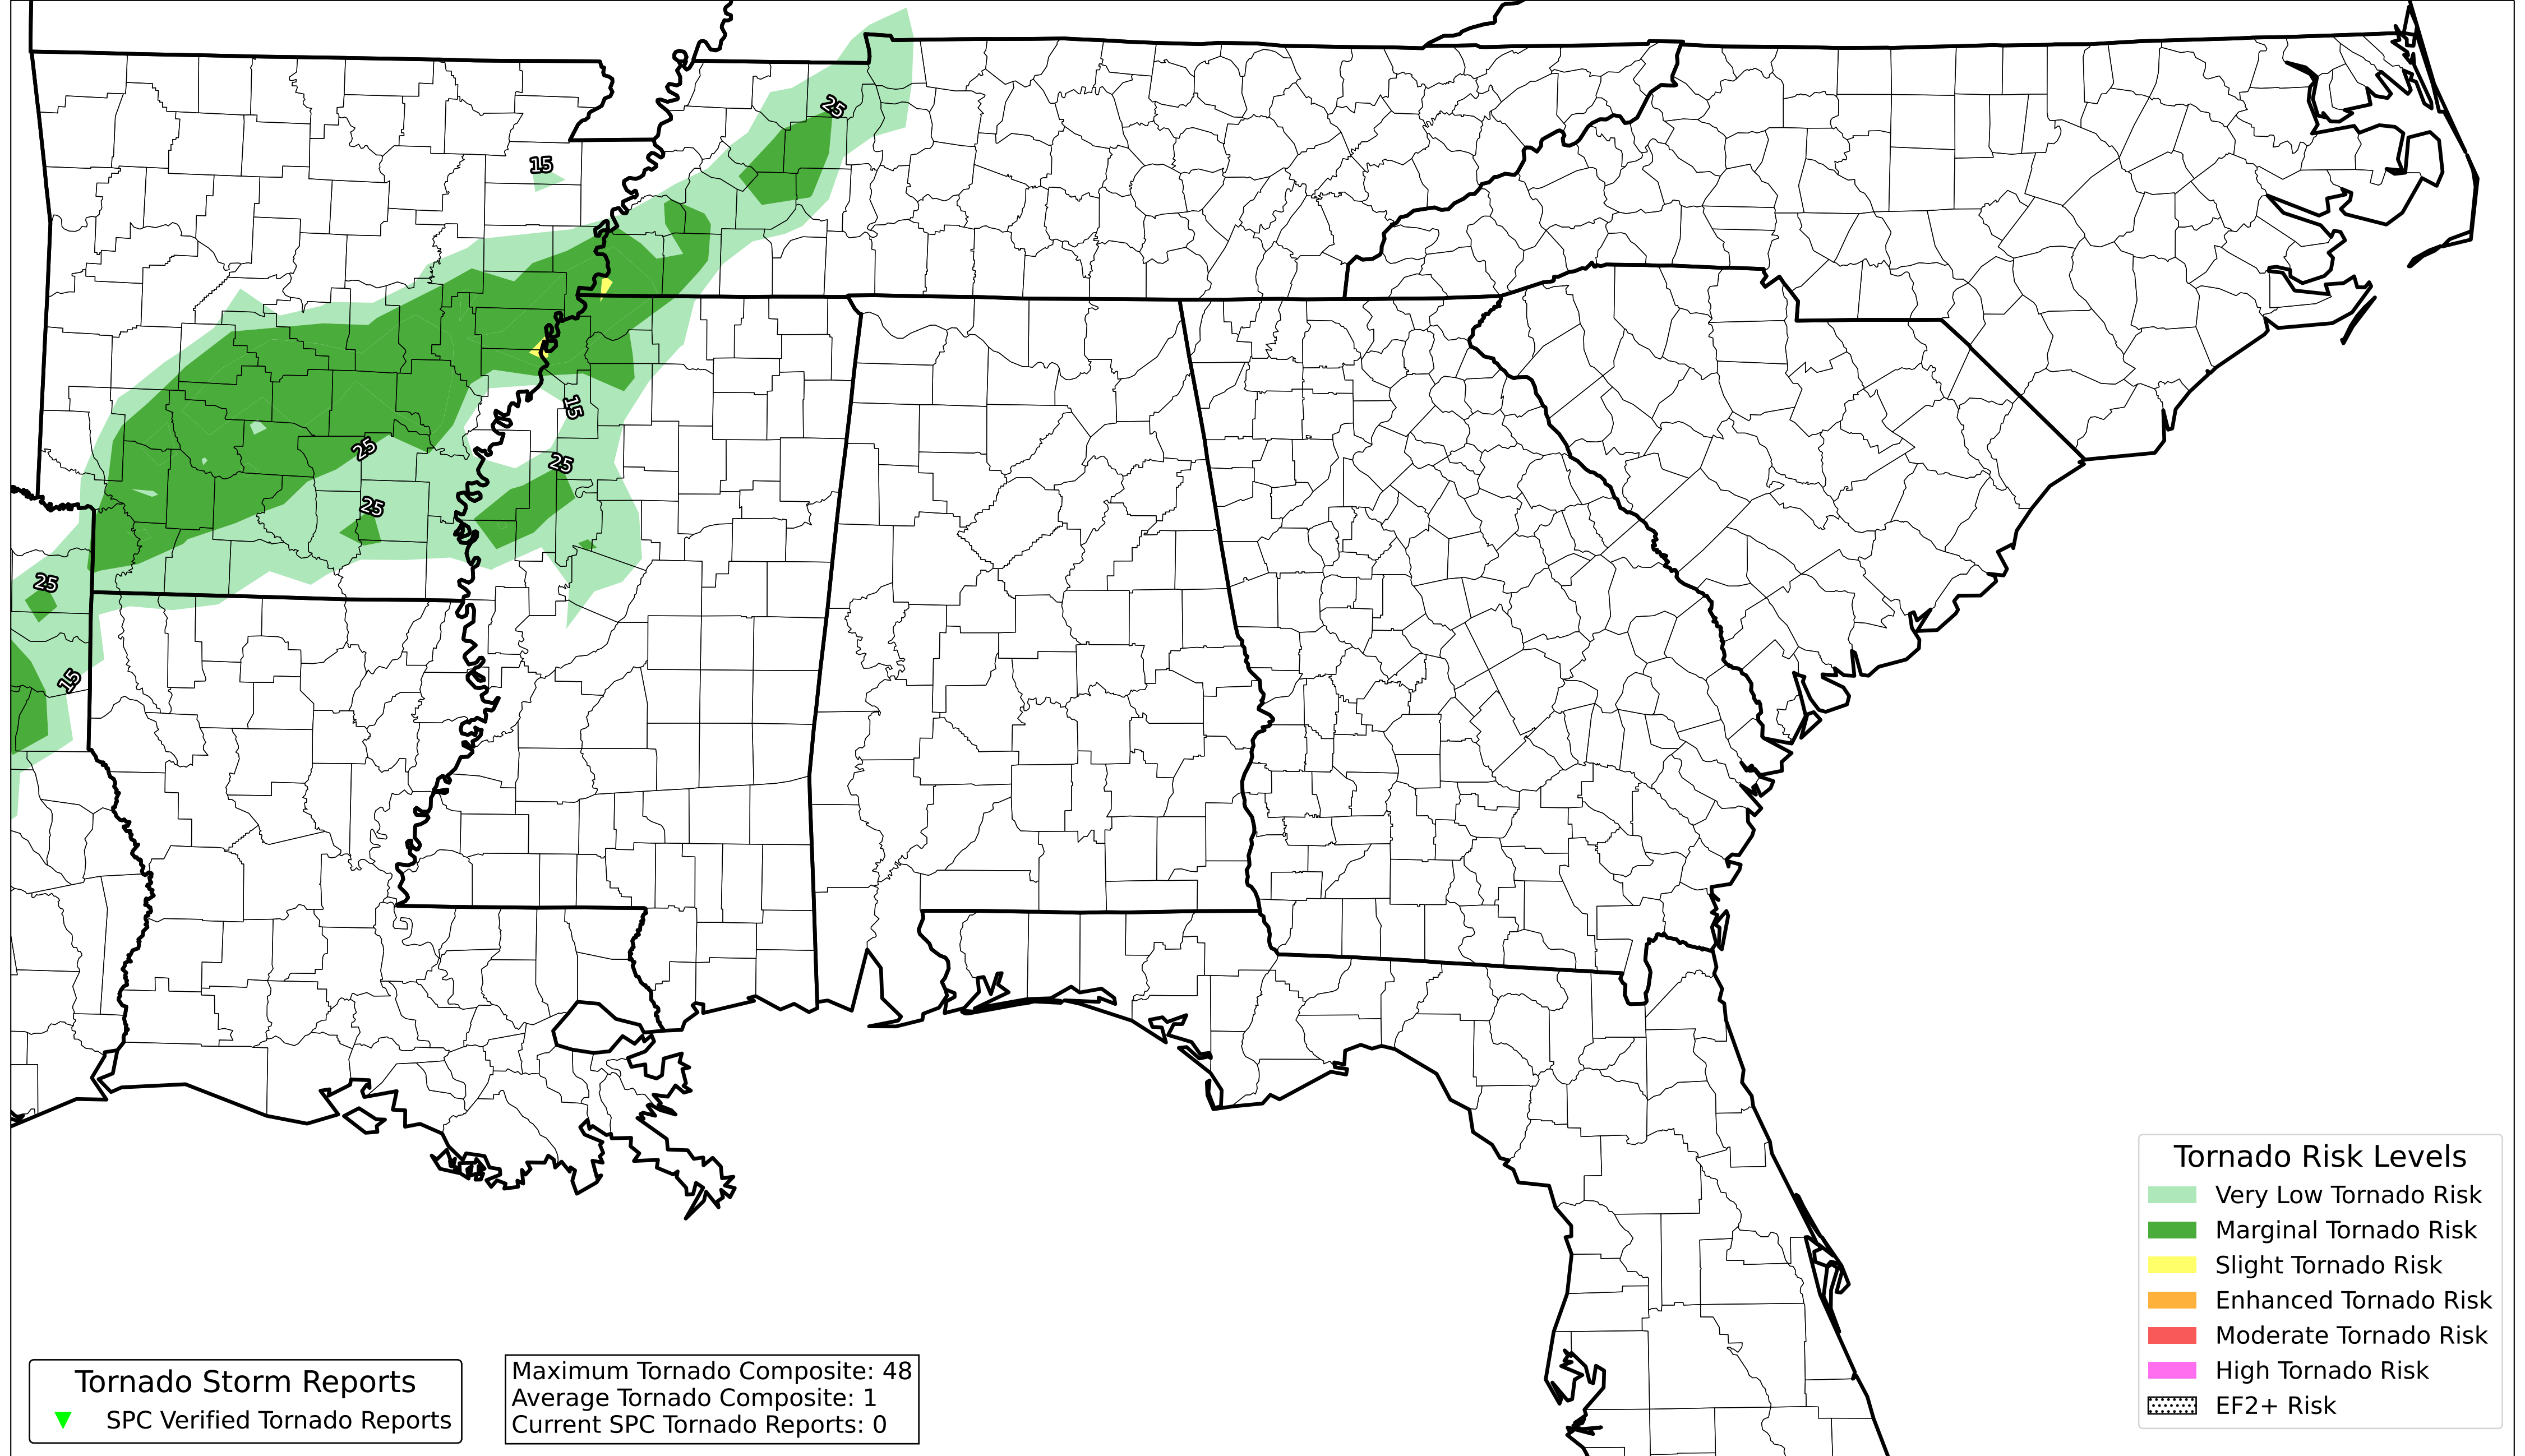 25
15
15
25
25
25
25
15
Tornado Storm Reports
SPC Verified Tornado Reports
Maximum Tornado Composite: 48
Average Tornado Composite: 1
Current SPC Tornado Reports: 0
Tornado Risk Levels
Very Low Tornado Risk
Marginal Tornado Risk
Slight Tornado Risk
Enhanced Tornado Risk
Moderate Tornado Risk
High Tornado Risk
EF2+ Risk